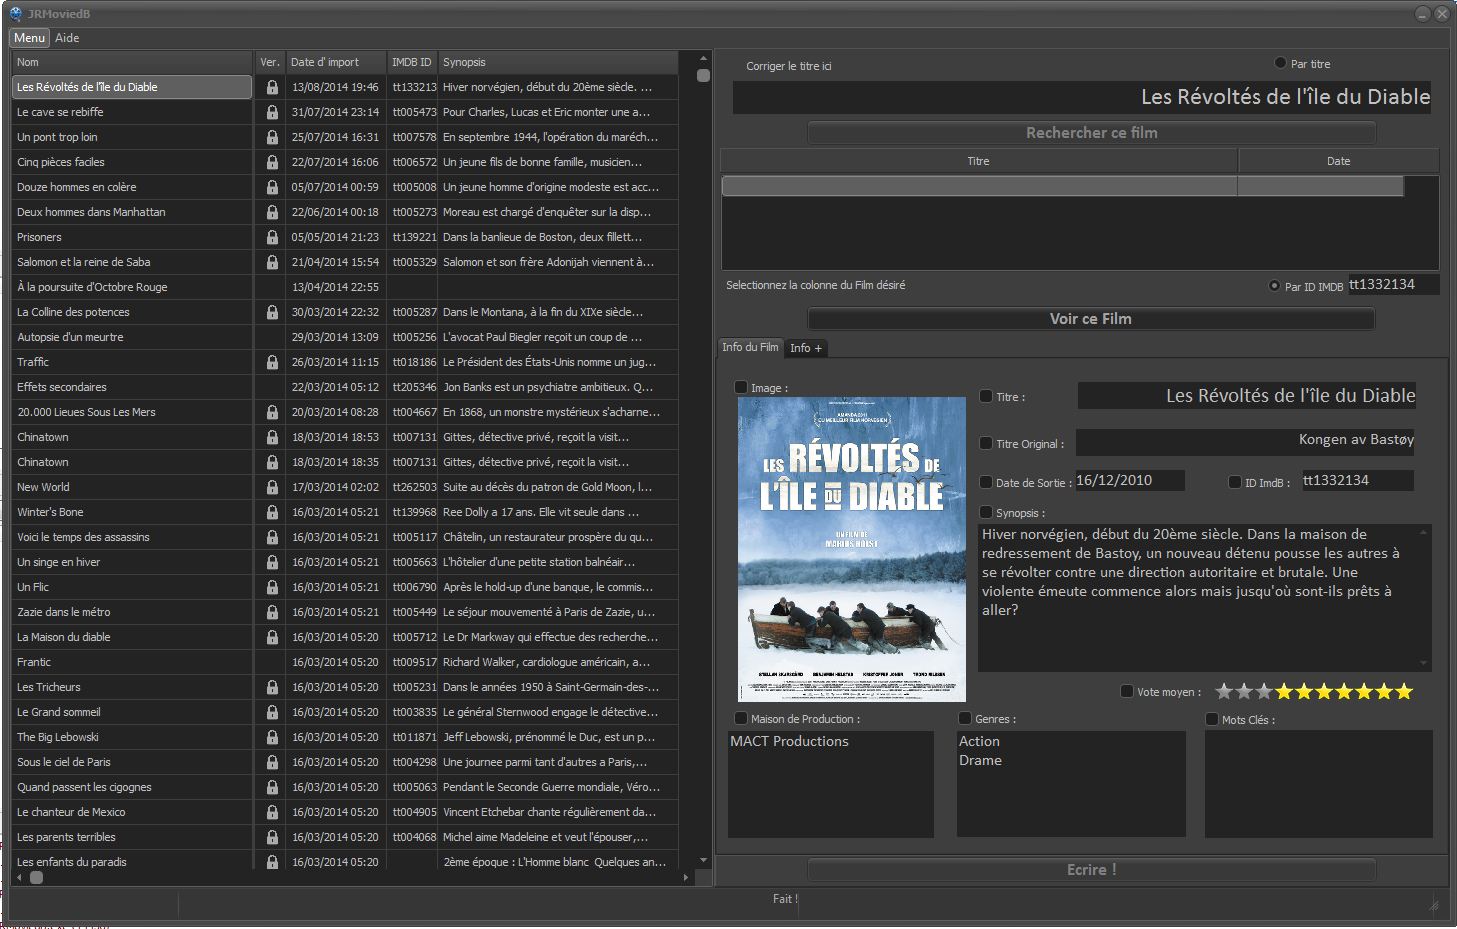 JRMoviedB
Menu Aide
Nom Ver. Date d' import IMDB ID Synopsis
Les Révoltés de l'île du Diable 13/08/2014 19:46 tt133213 Hiver norvégien, début du 20ème siècle. ...
Le cave se rebiffe 31/07/2014 23:14 tt005473 Pour Charles, Lucas et Eric monter une a...
Un pont trop loin 25/07/2014 16:31 tt007578 En septembre 1944, l'opération du maréch...
Cinq pièces faciles 22/07/2014 16:06 tt006572 Un jeune fils de bonne famille, musicien...
Douze hommes en colère 05/07/2014 00:59 tt005008 Un jeune homme d'origine modeste est acc...
Deux hommes dans Manhattan 22/06/2014 00:18 tt005273 Moreau est chargé d'enquêter sur la disp...
Prisoners 05/05/2014 21:23 tt139221 Dans la banlieue de Boston, deux fillett...
Salomon et la reine de Saba 21/04/2014 15:54 tt005329 Salomon et son frère Adonijah viennent à...
À la poursuite d'Octobre Rouge 13/04/2014 22:55
La Colline des potences 30/03/2014 22:32 tt005287 Dans le Montana, à la fin du XIXe siècle...
Autopsie d'un meurtre 29/03/2014 13:09 tt005256 L'avocat Paul Biegler reçoit un coup de ...
Traffic 26/03/2014 11:15 tt018186 Le Président des États-Unis nomme un jug...
Effets secondaires 22/03/2014 05:12 tt205346 Jon Banks est un psychiatre ambitieux. Q...
20.000 Lieues Sous Les Mers 20/03/2014 08:28 tt004667 En 1868, un monstre mystérieux s'acharne...
Chinatown 18/03/2014 18:53 tt007131 Gittes, détective privé, reçoit la visit...
Chinatown 18/03/2014 18:35 tt007131 Gittes, détective privé, reçoit la visit...
New World 17/03/2014 02:02 tt262503 Suite au décès du patron de Gold Moon, l...
Winter's Bone 16/03/2014 05:21 tt139968 Ree Dolly a 17 ans. Elle vit seule dans ...
Voici le temps des assassins 16/03/2014 05:21 tt005117 Châtelin, un restaurateur prospère du qu...
Un singe en hiver 16/03/2014 05:21 tt005663 L'hôtelier d'une petite station balnéair...
Un Flic 16/03/2014 05:21 tt006790 Après le hold-up d'une banque, le commis...
Zazie dans le métro 16/03/2014 05:21 tt005449 Le séjour mouvementé à Paris de Zazie, u...
La Maison du diable 16/03/2014 05:20 tt005712 Le Dr Markway qui effectue des recherche...
Frantic 16/03/2014 05:20 tt009517 Richard Walker, cardiologue américain, a...
Les Tricheurs 16/03/2014 05:20 tt005231 Dans le années 1950 à Saint-Germain-des-...
Le Grand sommeil 16/03/2014 05:20 tt003835 Le général Sternwood engage le détective...
The Big Lebowski 16/03/2014 05:20 tt011871 Jeff Lebowski, prénommé le Duc, est un p...
Sous le ciel de Paris 16/03/2014 05:20 tt004298 Une journee parmi tant d'autres a Paris,...
Quand passent les cigognes 16/03/2014 05:20 tt005063 Pendant le Seconde Guerre mondiale, Véro...
Le chanteur de Mexico 16/03/2014 05:20 tt004905 Vincent Etchebar chante régulièrement da...
Les parents terribles 16/03/2014 05:20 tt004068 Michel aime Madeleine et veut l'épouser,...
Les enfants du paradis 16/03/2014 05:20 2ème époque : L'Homme blanc Quelques an...
Corriger le titre ici Par titre
Les Révoltés de l'île du Diable
Rechercher ce film
Titre Date
Selectionnez la colonne du Film désiré Par ID IMDB tt1332134
Voir ce Film
Info du Film Info +
Image :
AMANDA 2011
DU MEILLEUR FILM NORVEGIEN
LES RÉVOLTÉS DE
L'ÎLE DU DIABLE
UN FILM DE
MARIUS HOLST
STELLAN SKARSGÅRD BENJAMIN HELSTAD KRISTOFFER JONER TROND NILSSEN
Titre : Les Révoltés de l'île du Diable
Titre Original : Kongen av Bastøy
Date de Sortie : 16/12/2010 ID ImdB : tt1332134
Synopsis :
Hiver norvégien, début du 20ème siècle. Dans la maison de
redressement de Bastoy, un nouveau détenu pousse les autres à
se révolter contre une direction autoritaire et brutale. Une
violente émeute commence alors mais jusqu'où sont-ils prêts à
aller?
Vote moyen :
Maison de Production : Genres : Mots Clés :
MACT Productions
Action
Drame
Ecrire !
Fait !